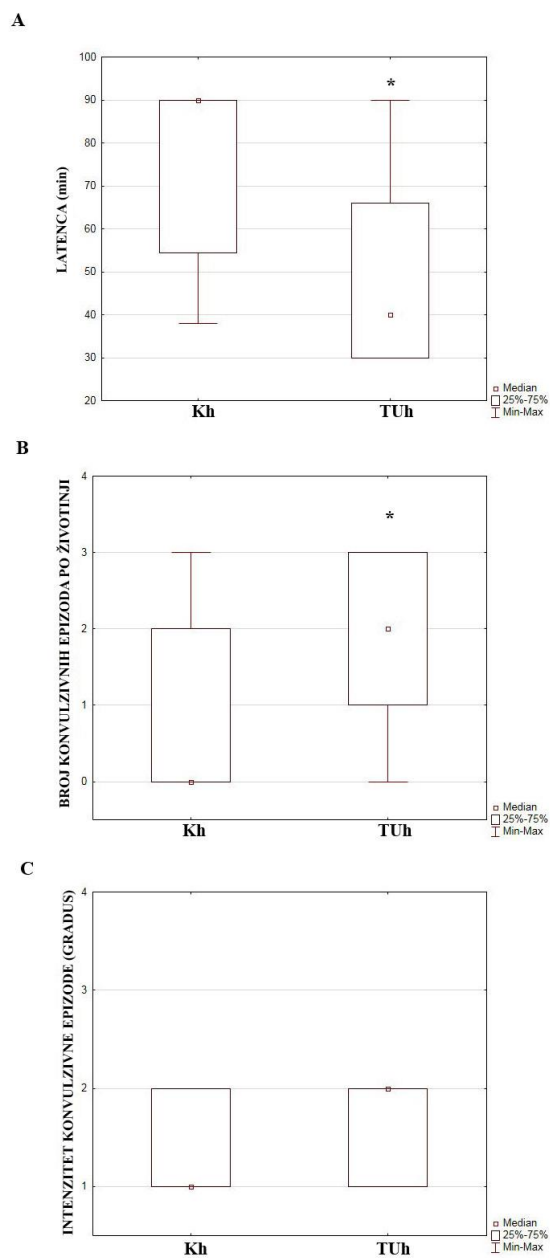 A
LATENCA (min)
100
90
80
70
60
50
40
30
20
*
Kh
TUh
Median
25%-75%
Min-Max
B
BROJ KONVULZIVNIH EPIZODA PO ŽIVOTINJI
4
3
2
1
0
*
Kh
TUh
Median
25%-75%
Min-Max
C
INTENZITET KONVULZIVNE EPIZODE (GRADUS)
4
3
2
1
Kh
TUh
Median
25%-75%
Min-Max